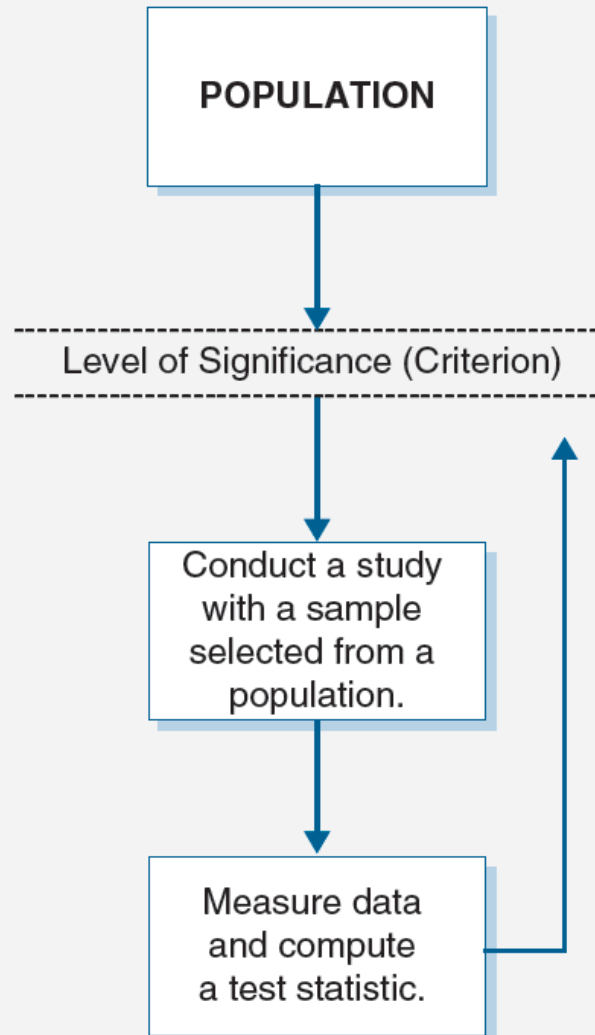 POPULATION
Level of Significance (Criterion)
Conduct a study
with a sample
selected from a
population.
Measure data
and compute
a test statistic.